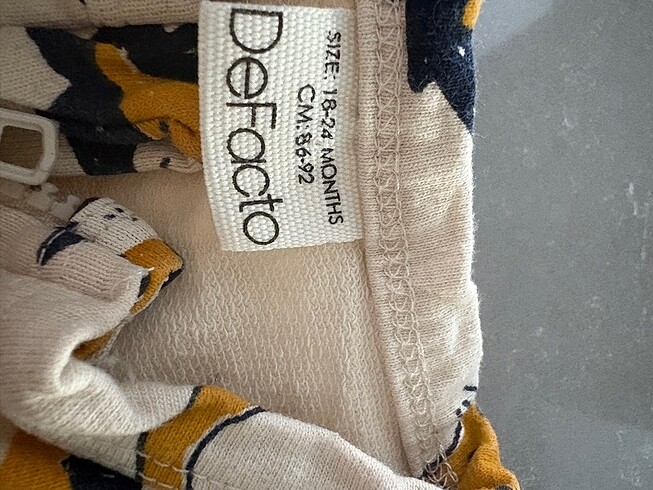 DeFacto
SIZE: 18-24 MONTHS
CM: 86-92